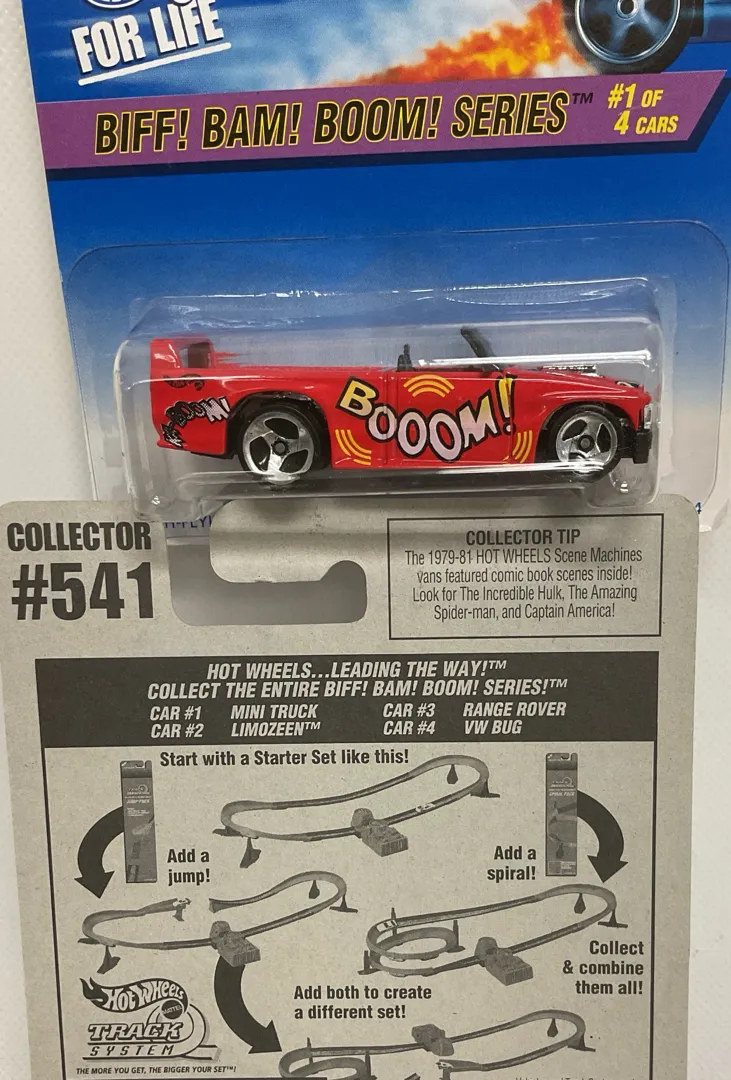 FOR LIFE
BIFF! BAM! BOOM! SERIES™
#1 OF
4 CARS
BOOOM!
COLLECTOR
#541
COLLECTOR TIP
The 1979-81 HOT WHEELS Scene Machines
vans featured comic book scenes inside!
Look for The Incredible Hulk, The Amazing
Spider-man, and Captain America!
HOT WHEELS...LEADING THE WAY!™
COLLECT THE ENTIRE BIFF! BAM! BOOM! SERIES!™
CAR #1 MINI TRUCK CAR #3 RANGE ROVER
CAR #2 LIMOZEEN™ CAR #4 VW BUG
Start with a Starter Set like this!
JUMP PACK
SPIRAL PACK
Add a
jump!
Add a
spiral!
Collect
& combine
them all!
Add both to create
a different set!
Hot Wheels
MATTEL
TRACK
SYSTEM
THE MORE YOU GET, THE BIGGER YOUR SET™!